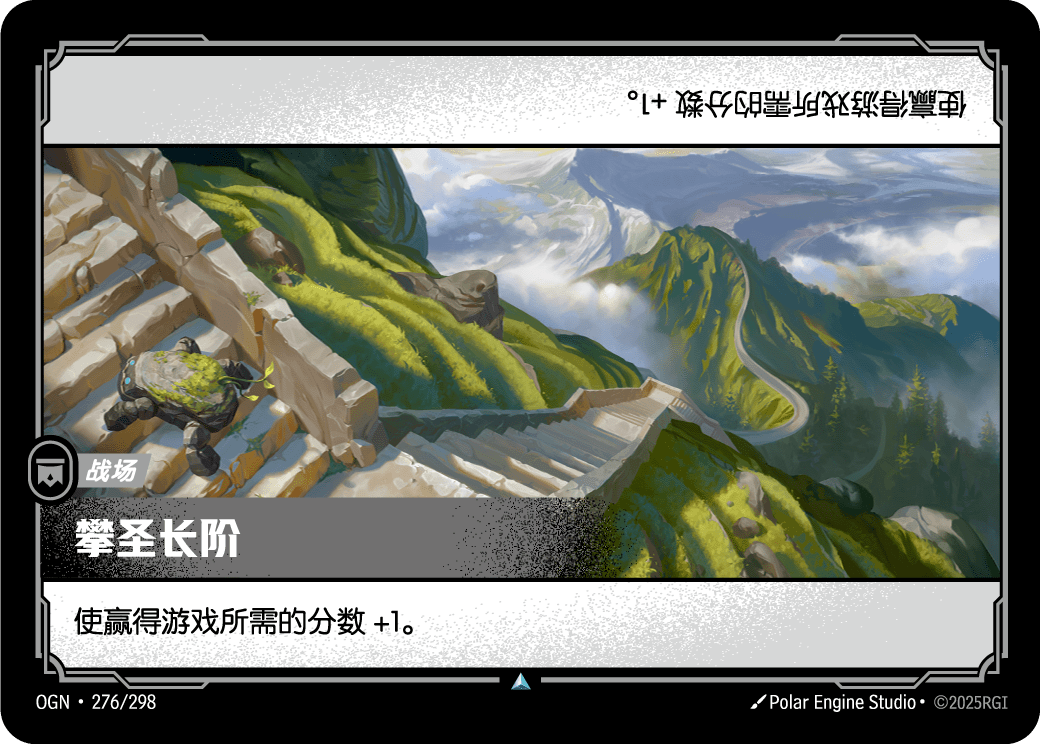 使赢得游戏所需的分数 +1。
战场
攀圣长阶
使赢得游戏所需的分数 +1。
OGN • 276/298
Polar Engine Studio • ©2025RGI